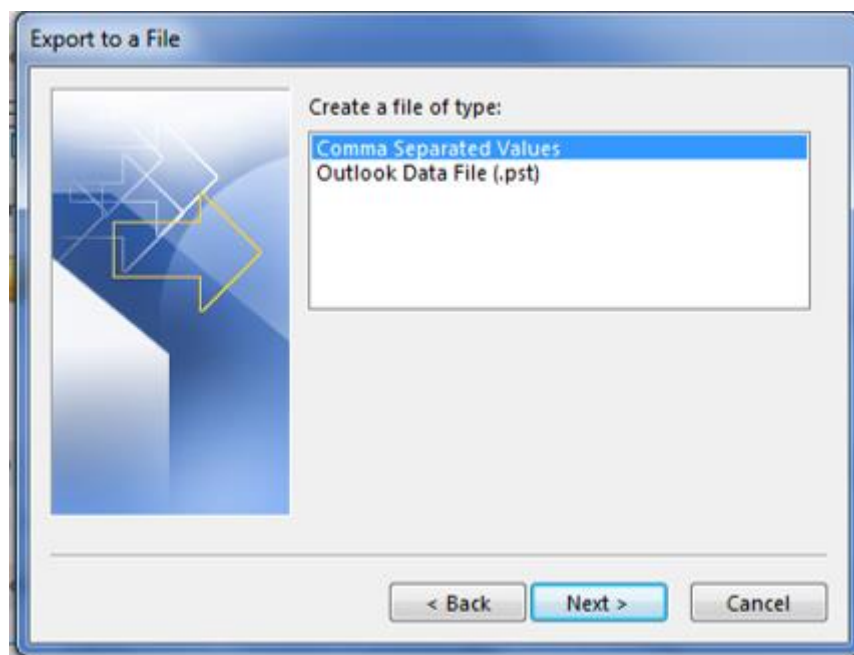 Export to a File
Create a file of type:
Comma Separated Values
Outlook Data File (.pst)
< Back
Next >
Cancel